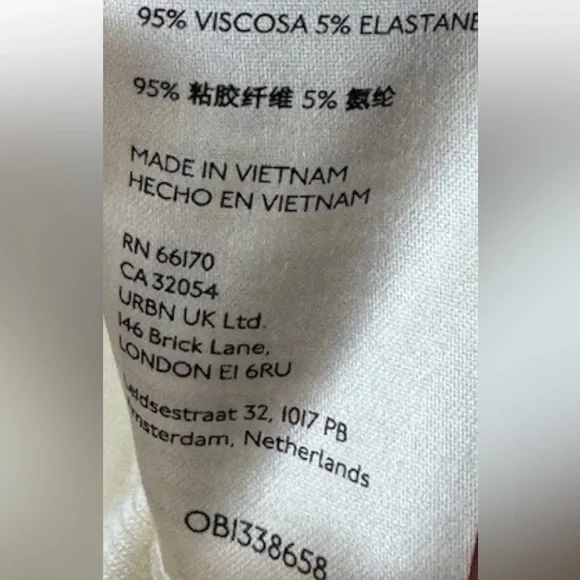 95% VISCOSA 5% ELASTANE
95% 粘胶纤维 5% 氨纶
MADE IN VIETNAM
HECHO EN VIETNAM
RN 66170
CA 32054
URBN UK Ltd.
146 Brick Lane,
LONDON E1 6RU
Leidsestraat 32, 1017 PB
Amsterdam, Netherlands
OB1338658